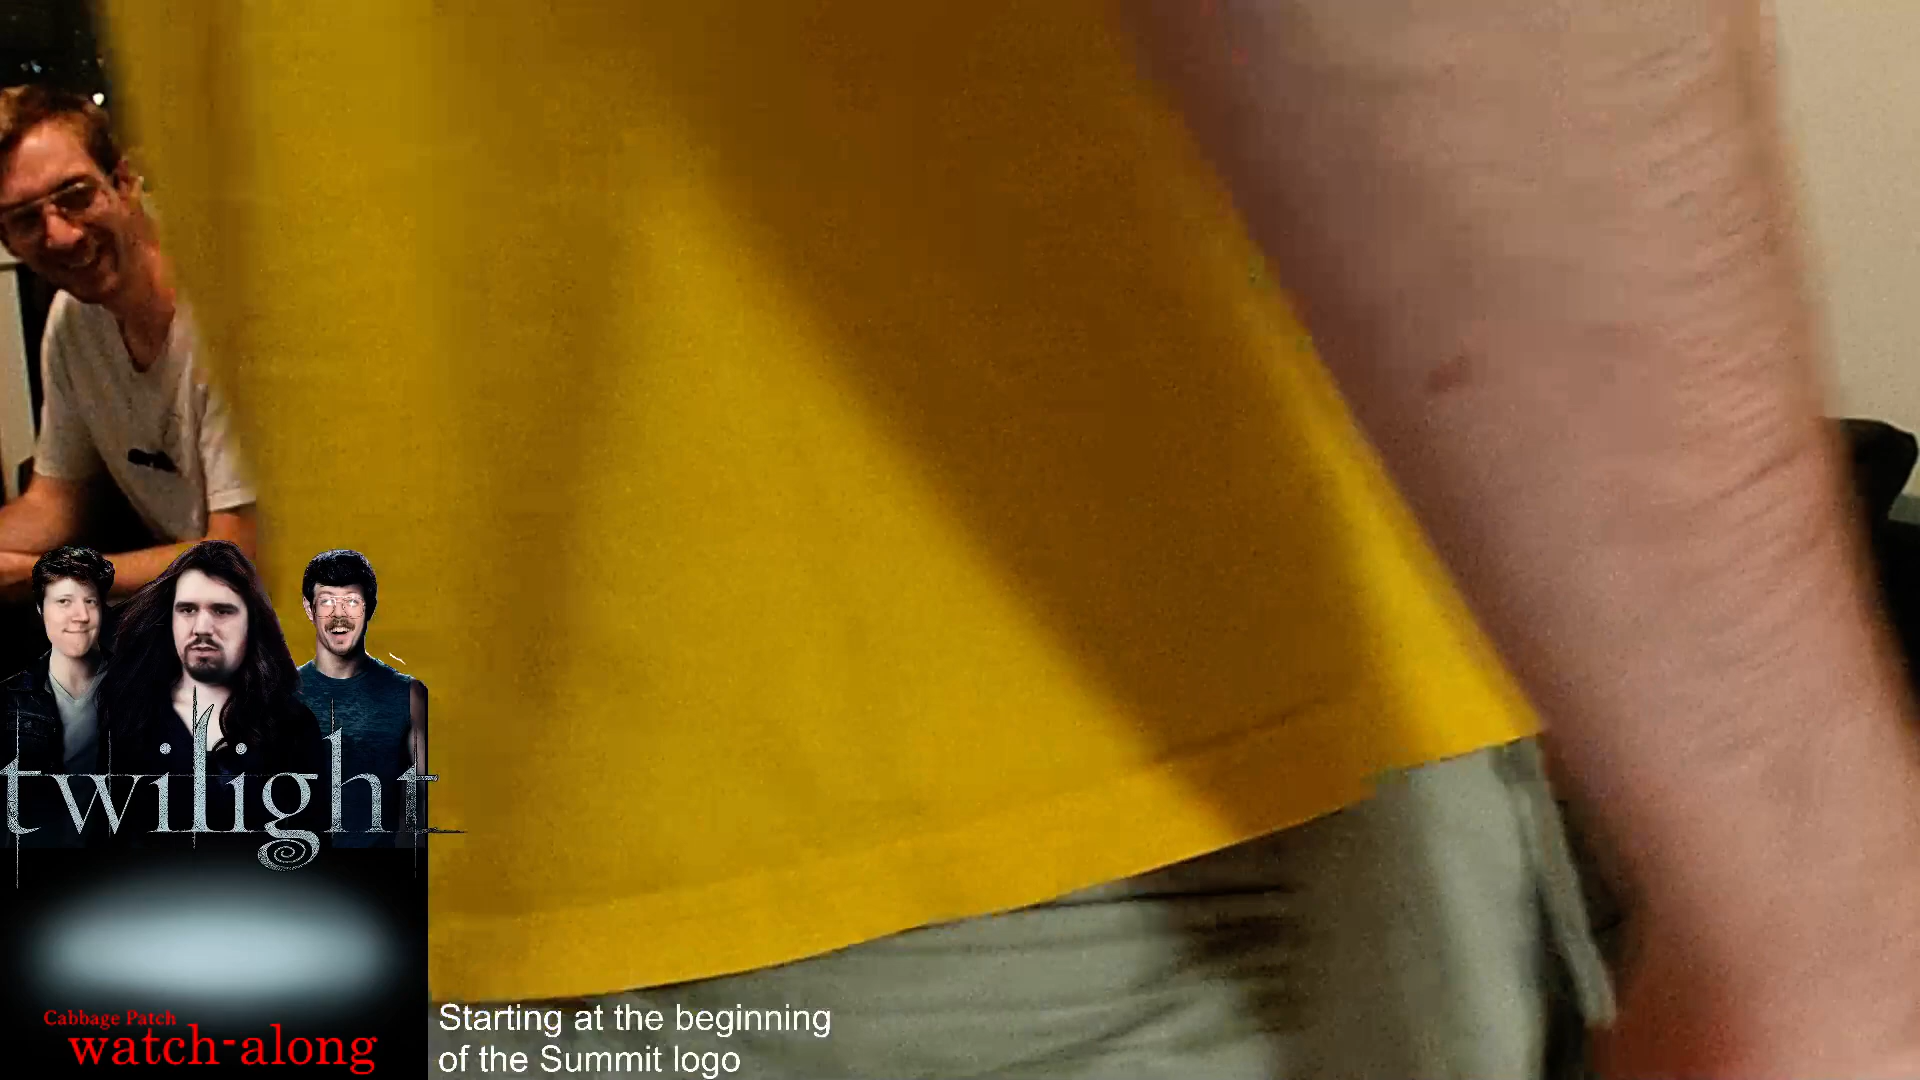 twilight
Cabbage Patch
watch-along
Starting at the beginning
of the Summit logo